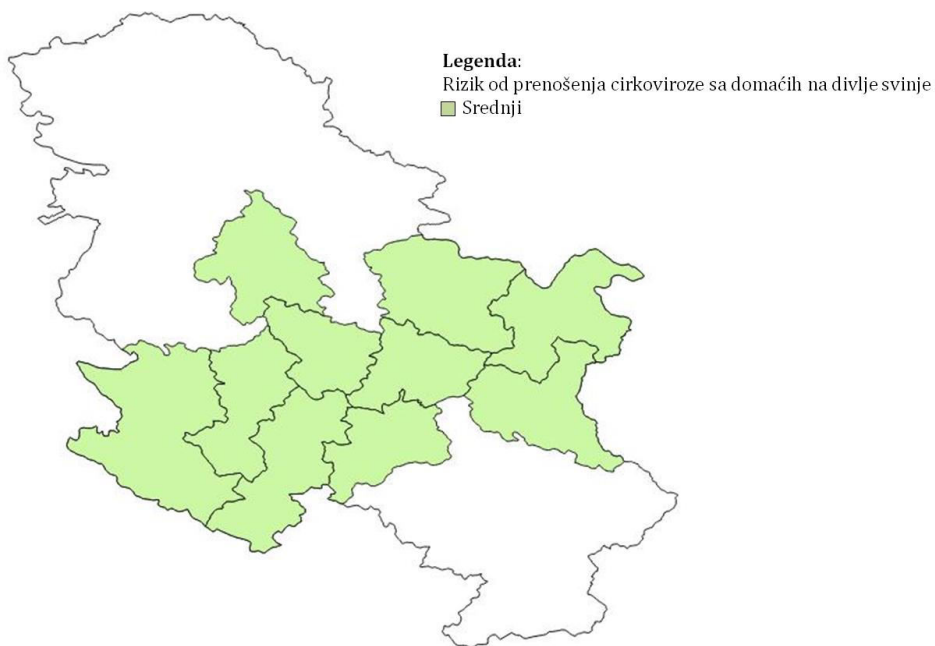 Legenda:
Rizik od prenošenja cirkoviroze sa domaćih na divlje svinje
Srednji